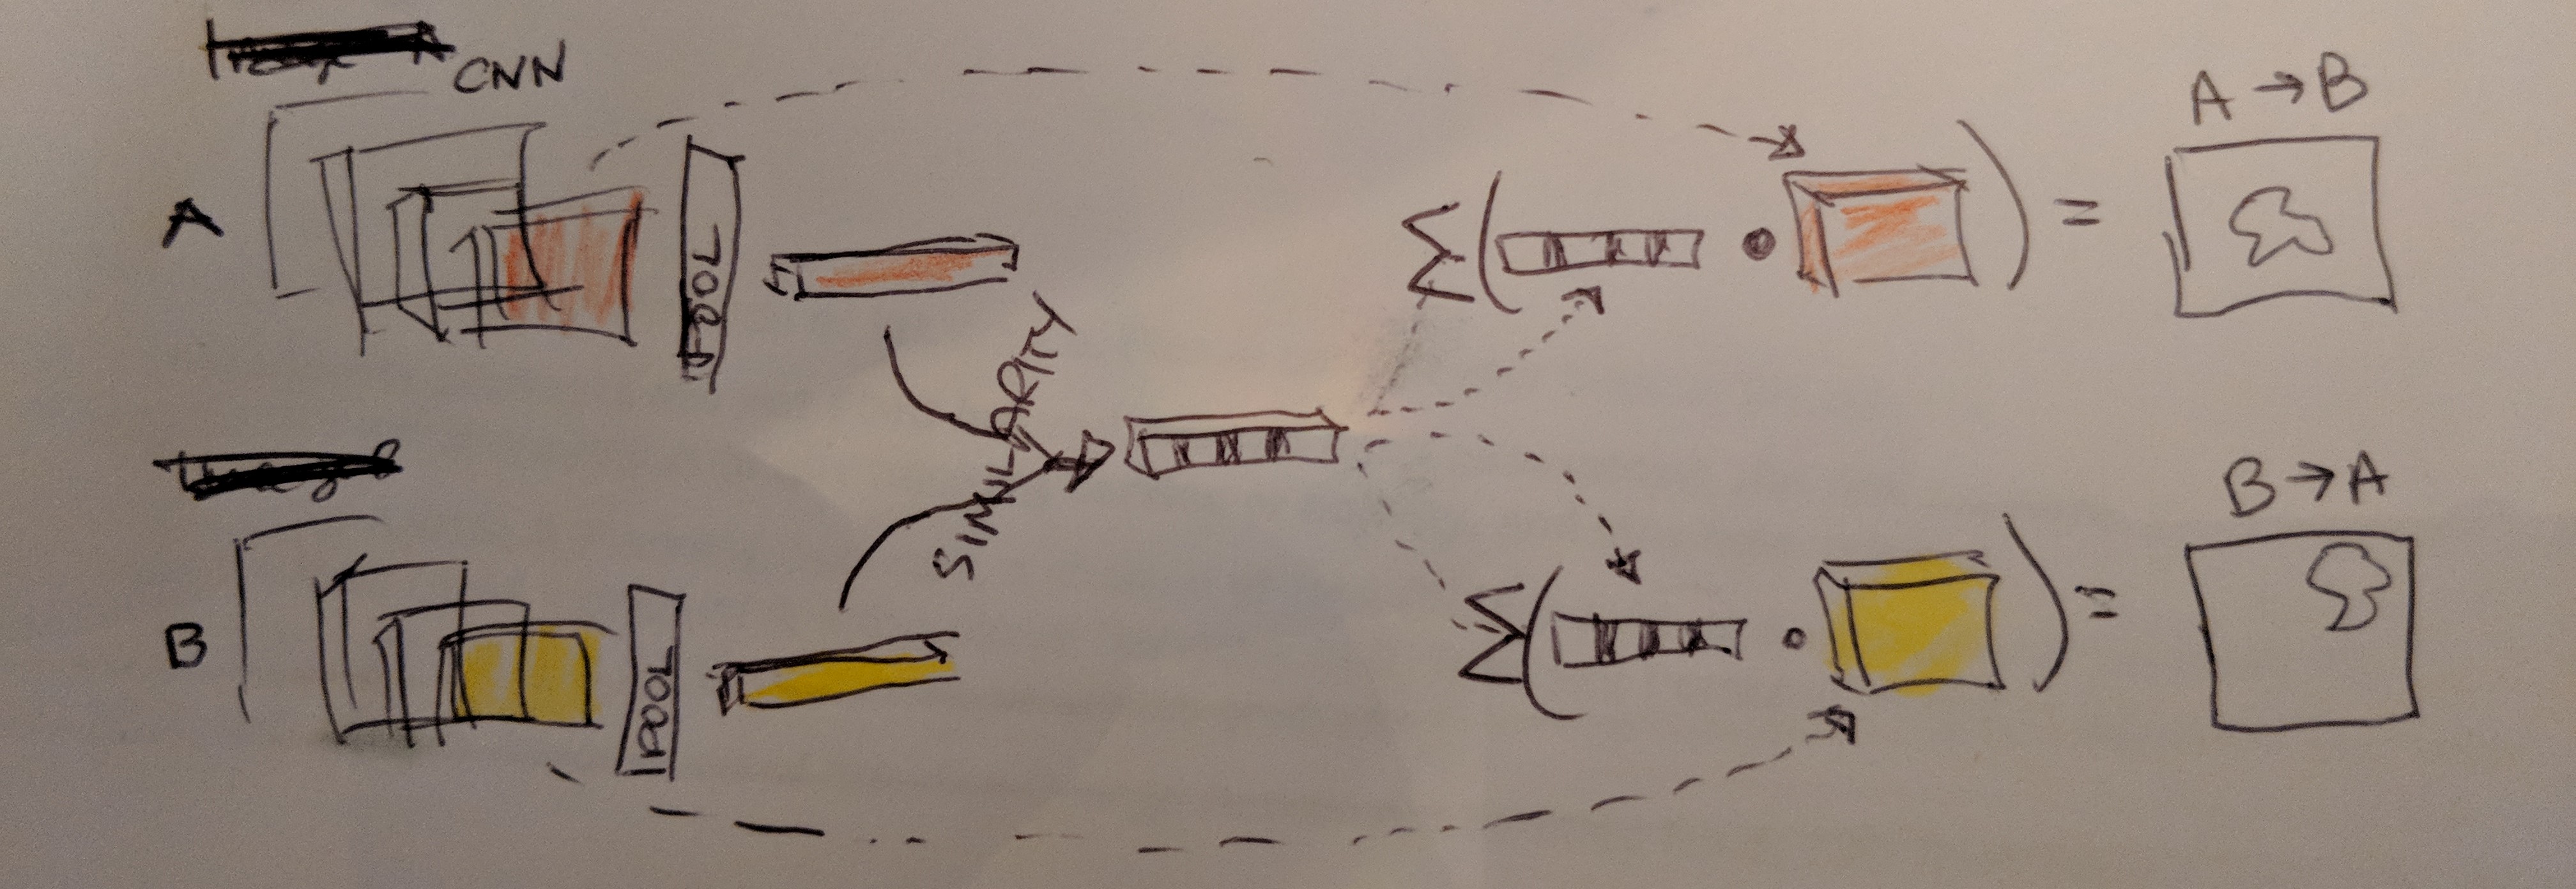 CNN
A → B
A
POOL
Σ( • ) =
SIMILARITY
B → A
B
POOL
Σ( • ) =